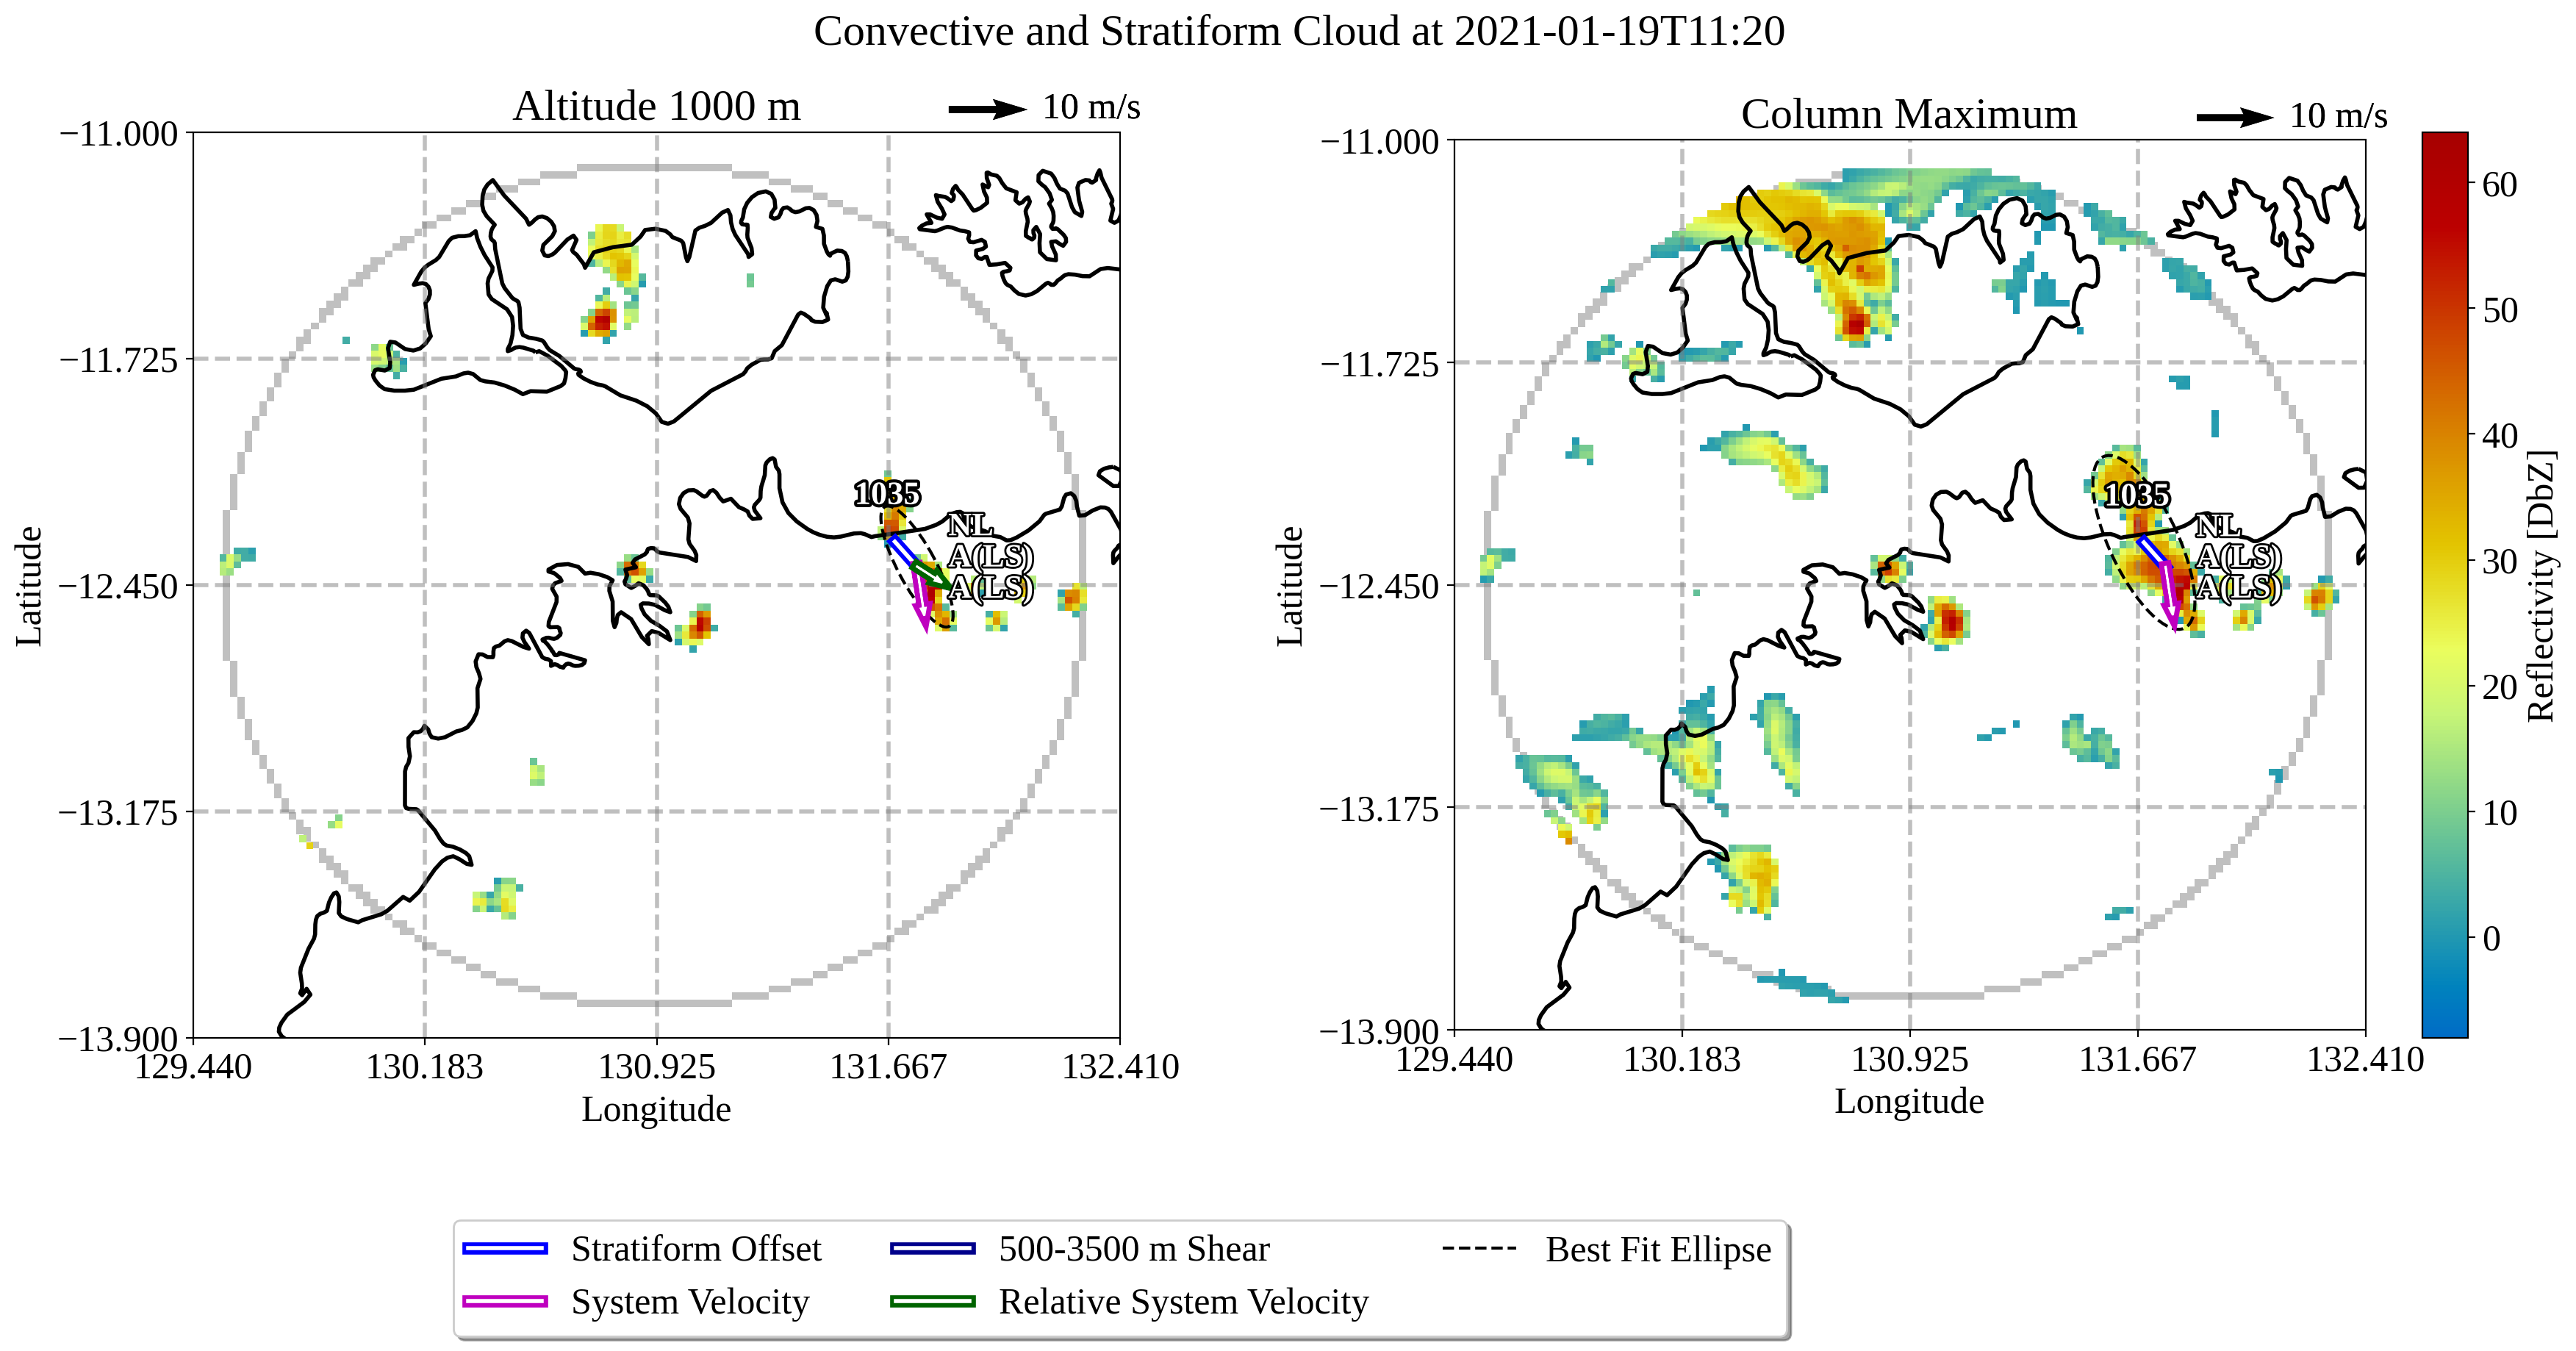 Convective and Stratiform Cloud at 2021-01-19T11:20
Altitude 1000 m
10 m/s
−11.000
−11.725
−12.450
−13.175
−13.900
129.440
130.183
130.925
131.667
132.410
Latitude
Longitude
1035
NL
A(LS)
A(LS)
Column Maximum
10 m/s
−11.000
−11.725
−12.450
−13.175
−13.900
129.440
130.183
130.925
131.667
132.410
Latitude
Longitude
1035
NL
A(LS)
A(LS)
60
50
40
30
20
10
0
Reflectivity [DbZ]
Stratiform Offset
500-3500 m Shear
Best Fit Ellipse
System Velocity
Relative System Velocity